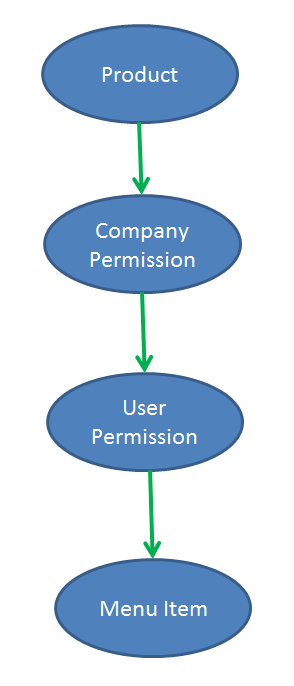 Product
Company
Permission
User
Permission
Menu Item